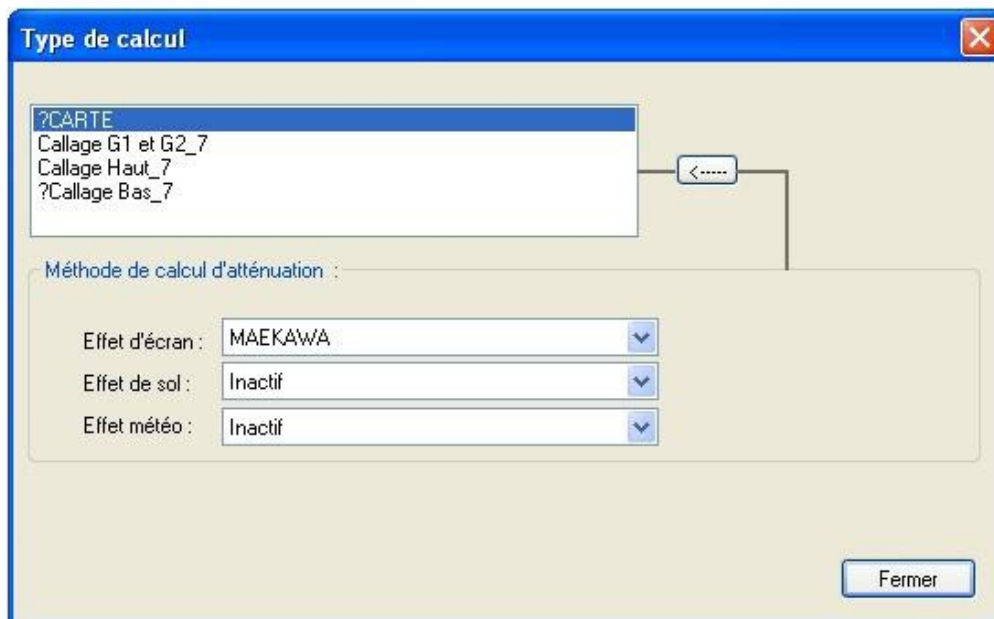 Type de calcul
?CARTE
Callage G1 et G2_7
Callage Haut_7
?Callage Bas_7
<-----
Méthode de calcul d'atténuation :
Effet d'écran : MAEKAWA
Effet de sol : Inactif
Effet météo : Inactif
Fermer